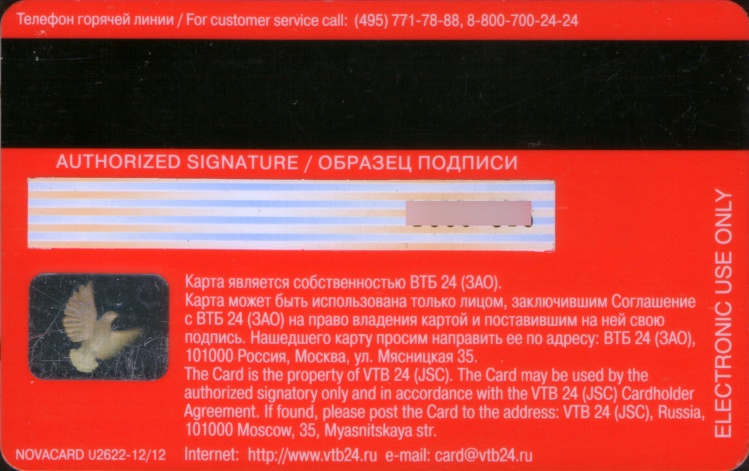 Телефон горячей линии / For customer service call: (495) 771-78-88, 8-800-700-24-24
AUTHORIZED SIGNATURE / ОБРАЗЕЦ ПОДПИСИ
ELECTRONIC USE ONLY
Карта является собственностью ВТБ 24 (ЗАО).
Карта может быть использована только лицом, заключившим Соглашение
с ВТБ 24 (ЗАО) на право владения картой и поставившим на ней свою
подпись. Нашедшего карту просим направить ее по адресу: ВТБ 24 (ЗАО),
101000 Россия, Москва, ул. Мясницкая 35.
The Card is the property of VTB 24 (JSC). The Card may be used by the
authorized signatory only and in accordance with the VTB 24 (JSC) Cardholder
Agreement. If found, please post the Card to the address: VTB 24 (JSC), Russia,
101000 Moscow, 35, Myasnitskaya str.
NOVACARD U2622-12/12
Internet: http://www.vtb24.ru e-mail: card@vtb24.ru